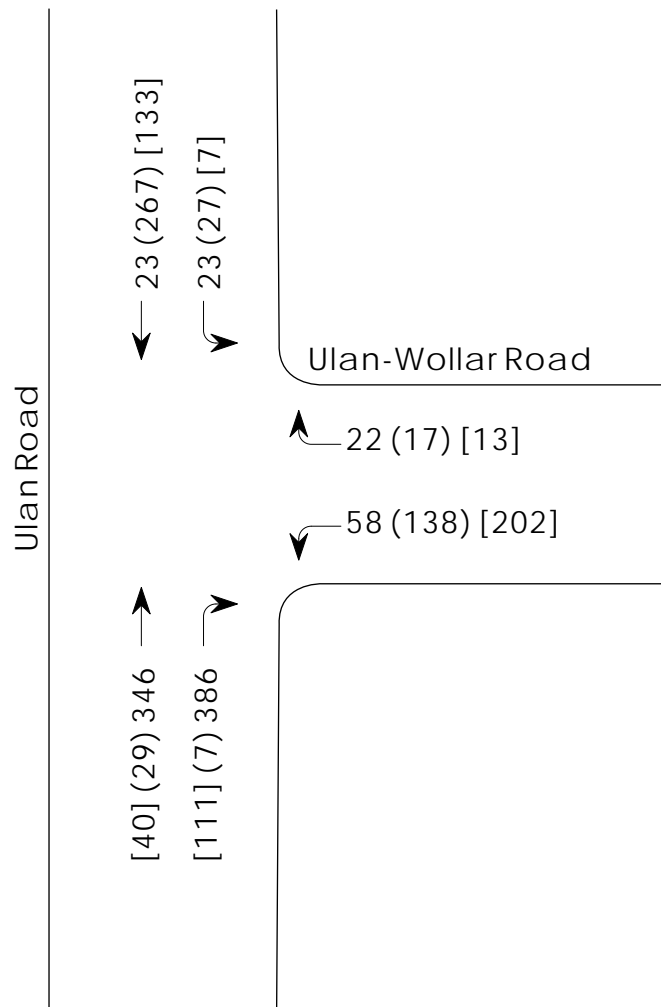 23 (267) [133]
23 (27) [7]
Ulan-Wollar Road
22 (17) [13]
Ulan Road
58 (138) [202]
[40] (29) 346
[111] (7) 386